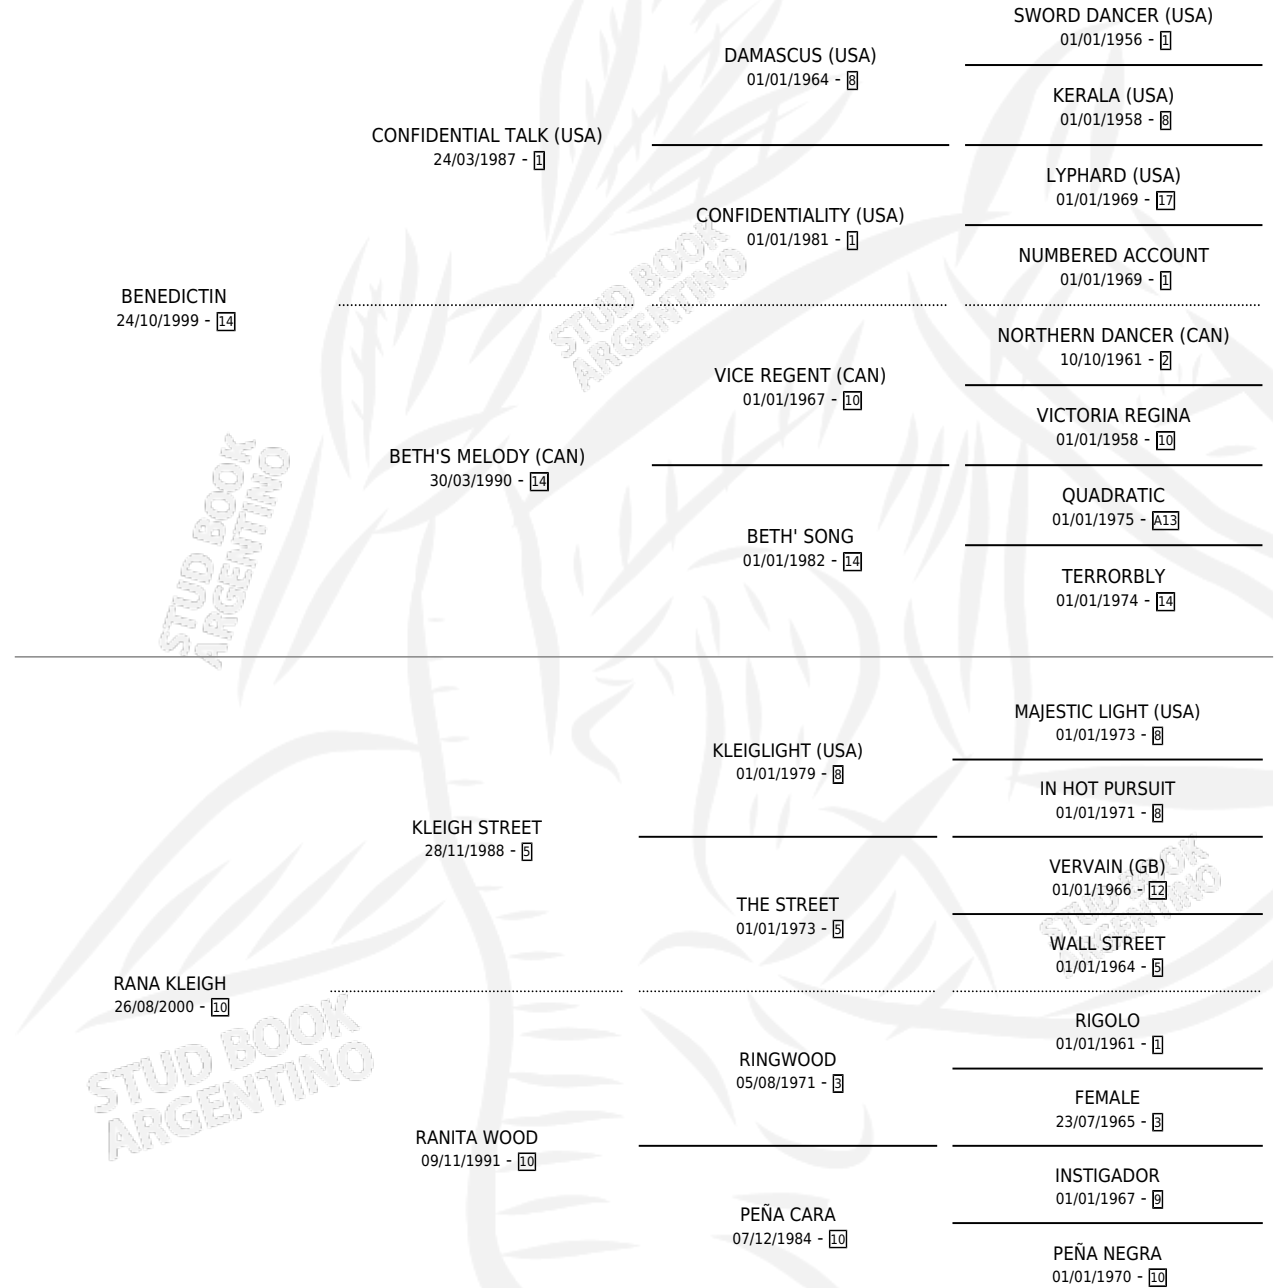 SWORD DANCER (USA)
01/01/1956 - 1
DAMASCUS (USA)
01/01/1964 - 8
KERALA (USA)
01/01/1958 - 8
CONFIDENTIAL TALK (USA)
24/03/1987 - 1
LYPHARD (USA)
01/01/1969 - 17
CONFIDENTIALITY (USA)
01/01/1981 - 1
NUMBERED ACCOUNT
01/01/1969 - 1
BENEDICTIN
24/10/1999 - 14
STUD BOOK
ARGENTINO
NORTHERN DANCER (CAN)
10/10/1961 - 2
VICE REGENT (CAN)
01/01/1967 - 10
VICTORIA REGINA
01/01/1958 - 10
BETH'S MELODY (CAN)
30/03/1990 - 14
QUADRATIC
01/01/1975 - A13
BETH' SONG
01/01/1982 - 14
TERRORBLY
01/01/1974 - 14
STUD BOOK
ARGENTINO
MAJESTIC LIGHT (USA)
01/01/1973 - 8
KLEIGLIGHT (USA)
01/01/1979 - 8
IN HOT PURSUIT
01/01/1971 - 8
KLEIGH STREET
28/11/1988 - 5
VERVAIN (GB)
01/01/1966 - 12
THE STREET
01/01/1973 - 5
STUD BOOK
ARGENTINO
WALL STREET
01/01/1964 - 5
RANA KLEIGH
26/08/2000 - 10
STUD BOOK
ARGENTINO
RIGOLO
01/01/1961 - 1
RINGWOOD
05/08/1971 - 3
FEMALE
23/07/1965 - 3
RANITA WOOD
09/11/1991 - 10
INSTIGADOR
01/01/1967 - 9
PEÑA CARA
07/12/1984 - 10
PEÑA NEGRA
01/01/1970 - 10